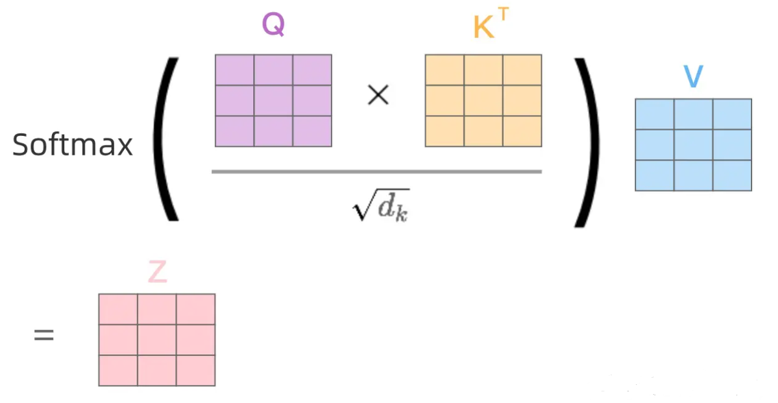 Q
K^T
×
V
Softmax ( )
√d_k
Z
=